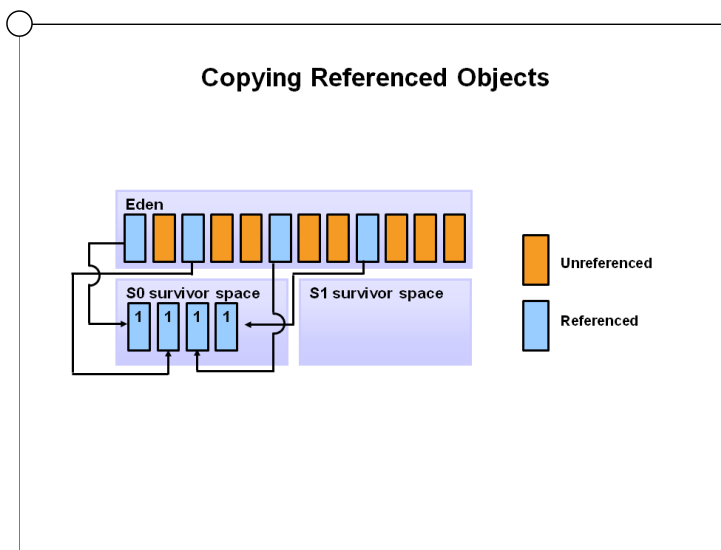 Copying Referenced Objects
Eden
Unreferenced
S0 survivor space
S1 survivor space
1 1 1 1
Referenced